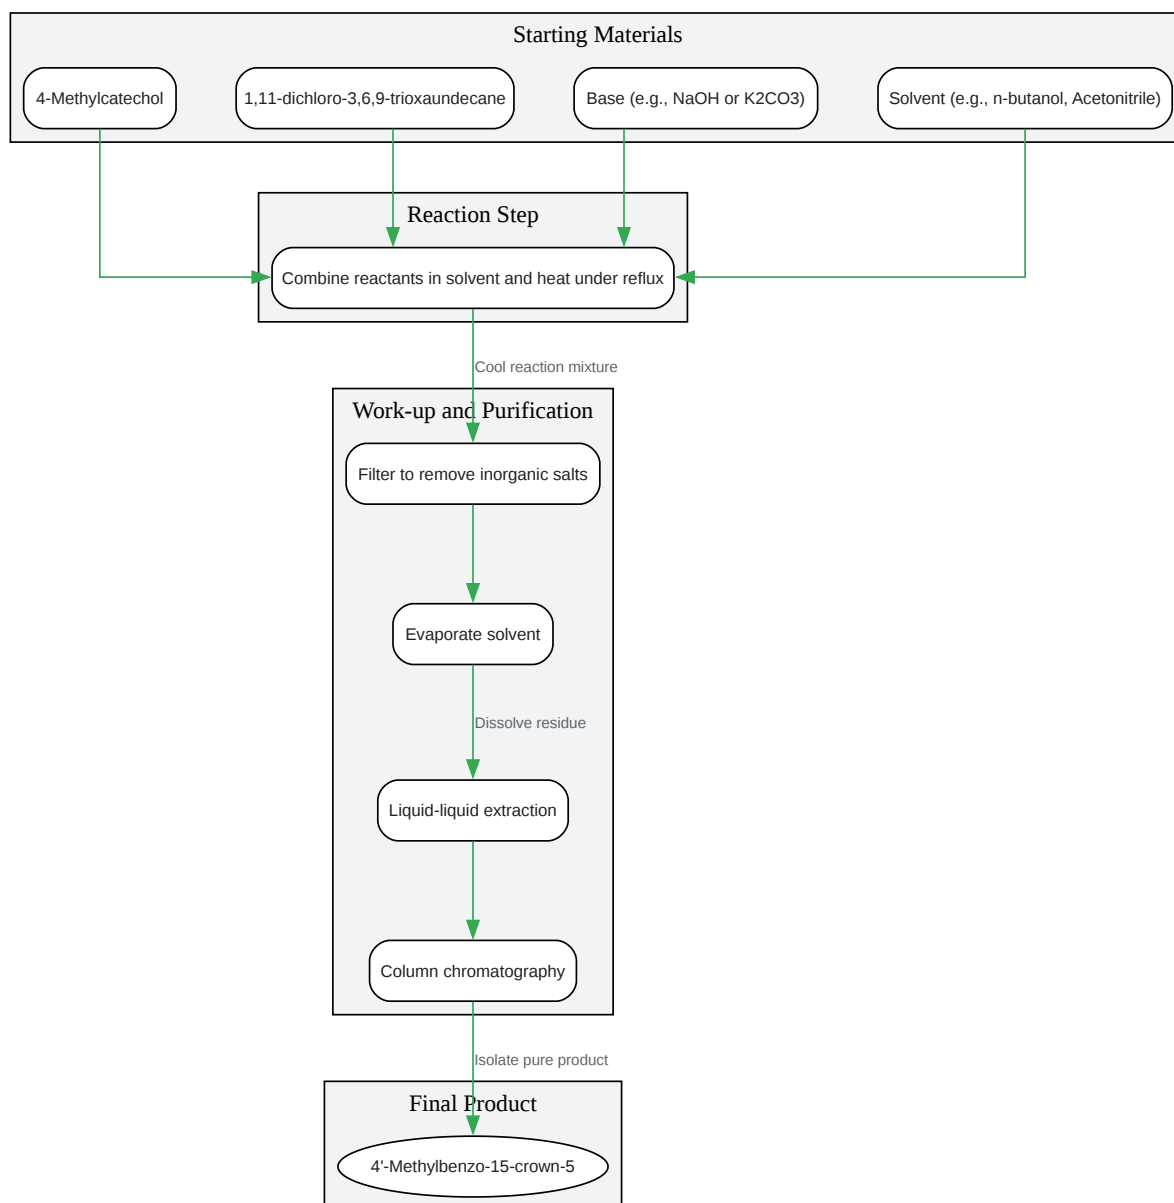 Starting Materials
4-Methylcatechol
1,11-dichloro-3,6,9-trioxaundecane
Base (e.g., NaOH or K2CO3)
Solvent (e.g., n-butanol, Acetonitrile)
Reaction Step
Combine reactants in solvent and heat under reflux
Cool reaction mixture
Work-up and Purification
Filter to remove inorganic salts
Evaporate solvent
Dissolve residue
Liquid-liquid extraction
Column chromatography
Isolate pure product
Final Product
4'-Methylbenzo-15-crown-5